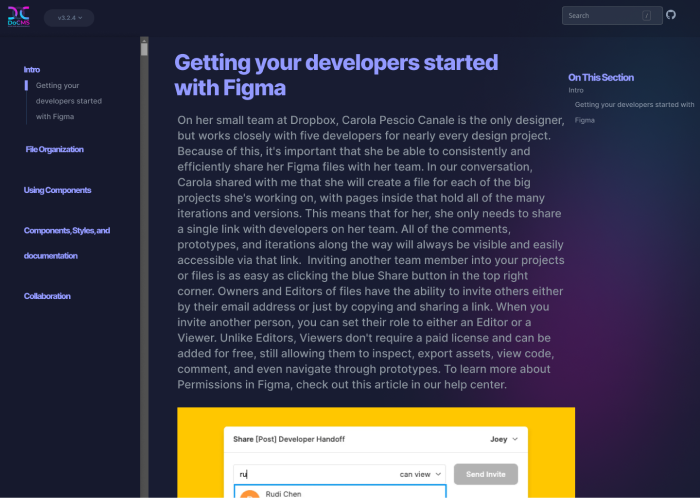 DoCMS
v3.2.4
Search
/
Intro
Getting your
developers started
with Figma
File Organization
Using Components
Components, Styles, and
documentation
Collaboration
Getting your developers started
with Figma
On her small team at Dropbox, Carola Pescio Canale is the only designer,
but works closely with five developers for nearly every design project.
Because of this, it's important that she be able to consistently and
efficiently share her Figma files with her team. In our conversation,
Carola shared with me that she will create a file for each of the big
projects she's working on, with pages inside that hold all of the many
iterations and versions. This means that for her, she only needs to share
a single link with developers on her team. All of the comments,
prototypes, and iterations along the way will always be visible and easily
accessible via that link.  Inviting another team member into your projects
or files is as easy as clicking the blue Share button in the top right
corner. Owners and Editors of files have the ability to invite others either
by their email address or just by copying and sharing a link. When you
invite another person, you can set their role to either an Editor or a
Viewer. Unlike Editors, Viewers don't require a paid license and can be
added for free, still allowing them to inspect, export assets, view code,
comment, and even navigate through prototypes. To learn more about
Permissions in Figma, check out this article in our help center.
Share [Post] Developer Handoff
Joey
ru
can view
Send Invite
Rudi Chen
On This Section
Intro
Getting your developers started with
Figma